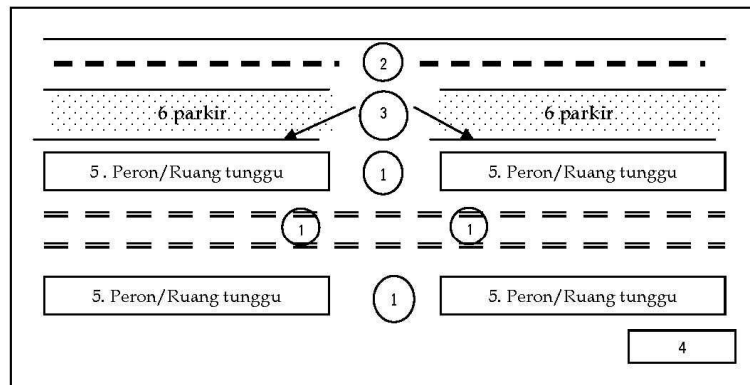 2
6 parkir
3
6 parkir
5 . Peron/Ruang tunggu
1
5. Peron/Ruang tunggu
1
1
5. Peron/Ruang tunggu
1
5. Peron/Ruang tunggu
4